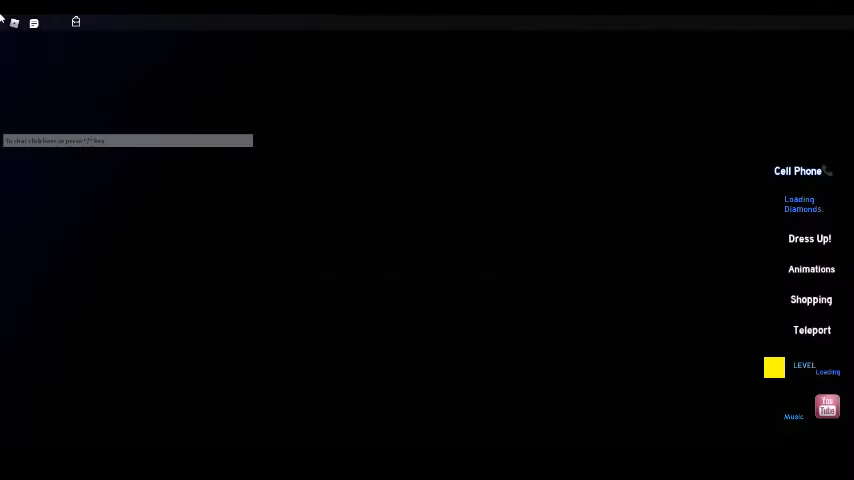 To chat click here or press "/" key
Cell Phone
Loading
Diamonds.
Dress Up!
Animations
Shopping
Teleport
LEVEL
Loading
You
Tube
Music